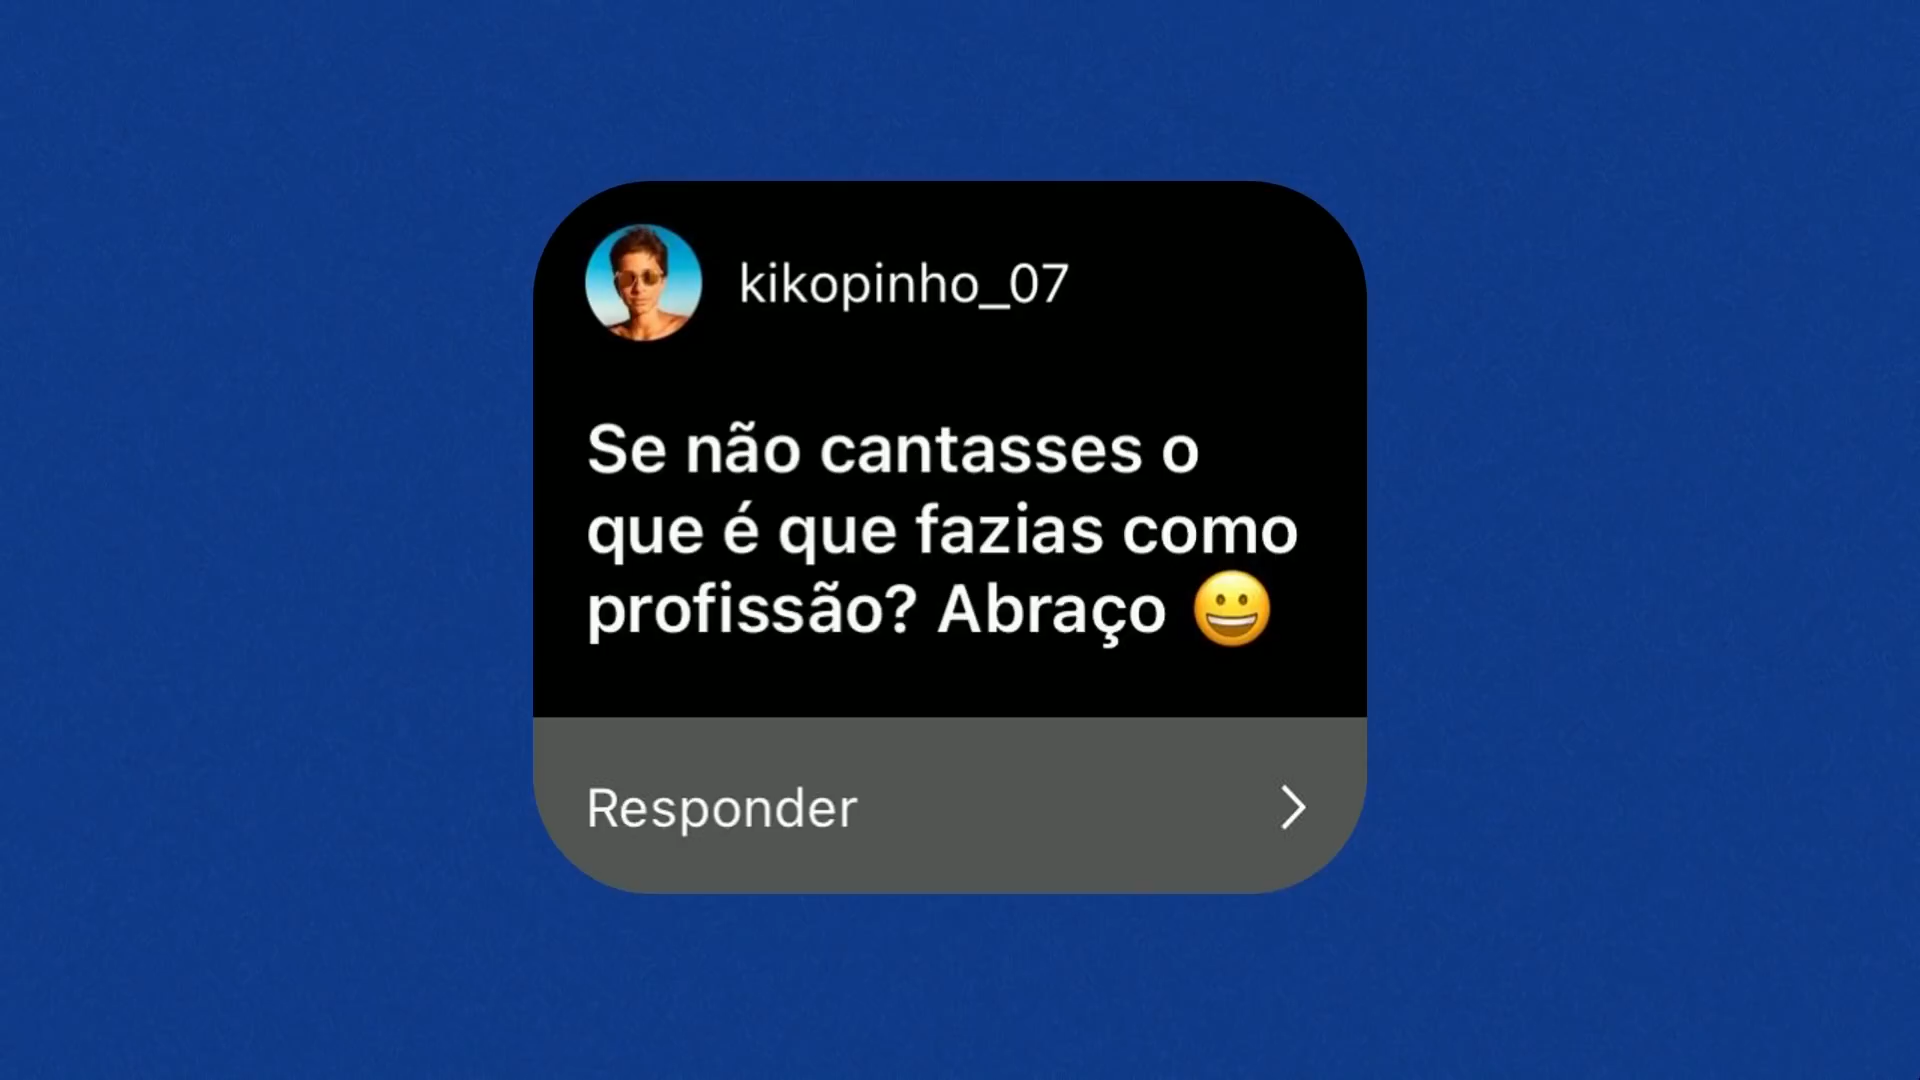 kikopinho_07
Se não cantasses o
que é que fazias como
profissão? Abraço 😀
Responder